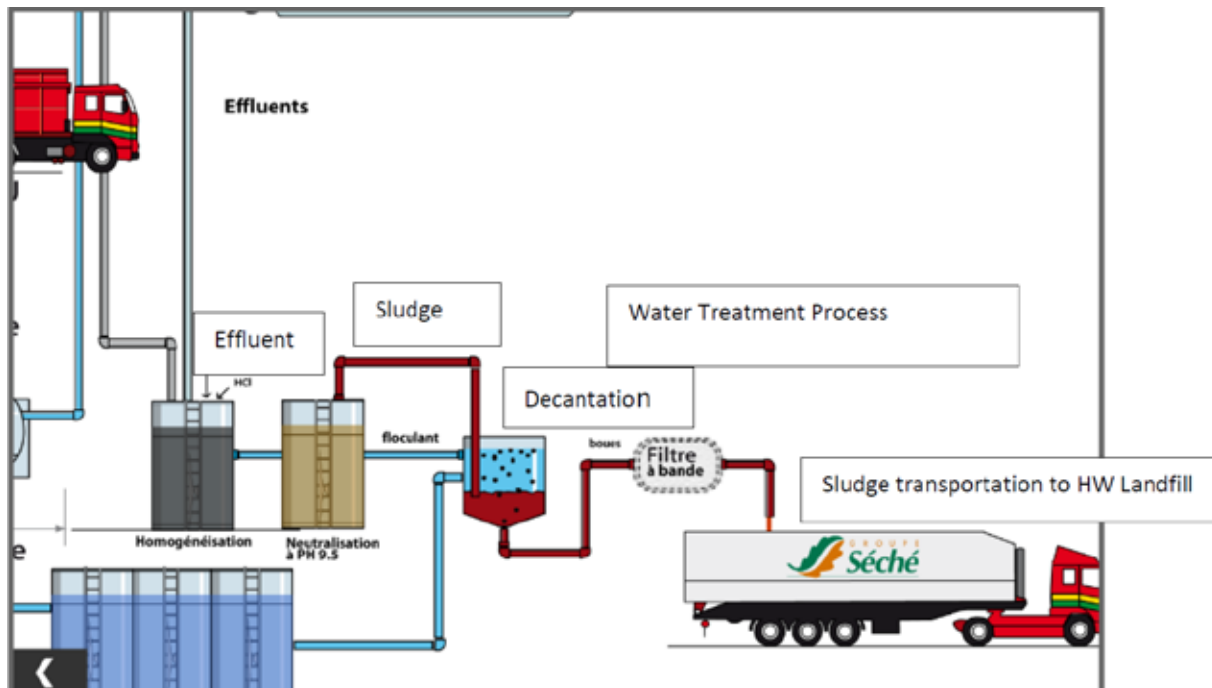 Effluents
Sludge
Water Treatment Process
Effluent
HCl
Decantation
floculant
boues
Filtre
à bande
Sludge transportation to HW Landfill
Homogénéisation
Neutralisation
à PH 9.5
GROUPE
Séché